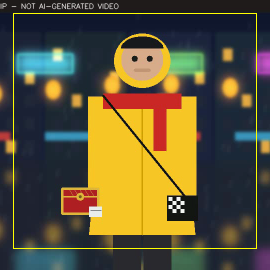 IP — NOT AI-GENERATED VIDEO